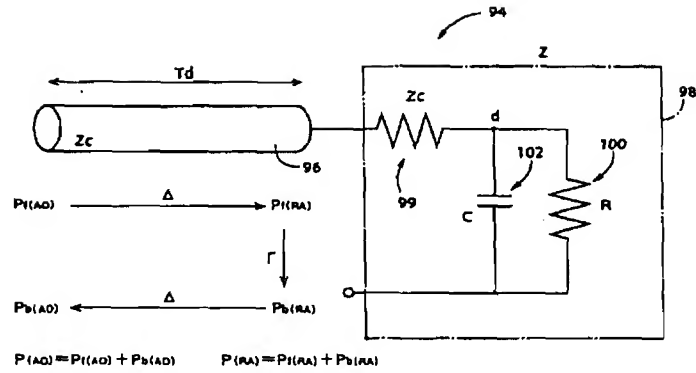 94
Td
Z
Zc
Zc
d
98
96
99
102
100
C
R
Pf(AO) Δ Pf(RA)
Γ
Pb(AO) Δ Pb(RA)
P(AO)=Pf(AO)+Pb(AO) P(RA)=Pf(RA)+Pb(RA)